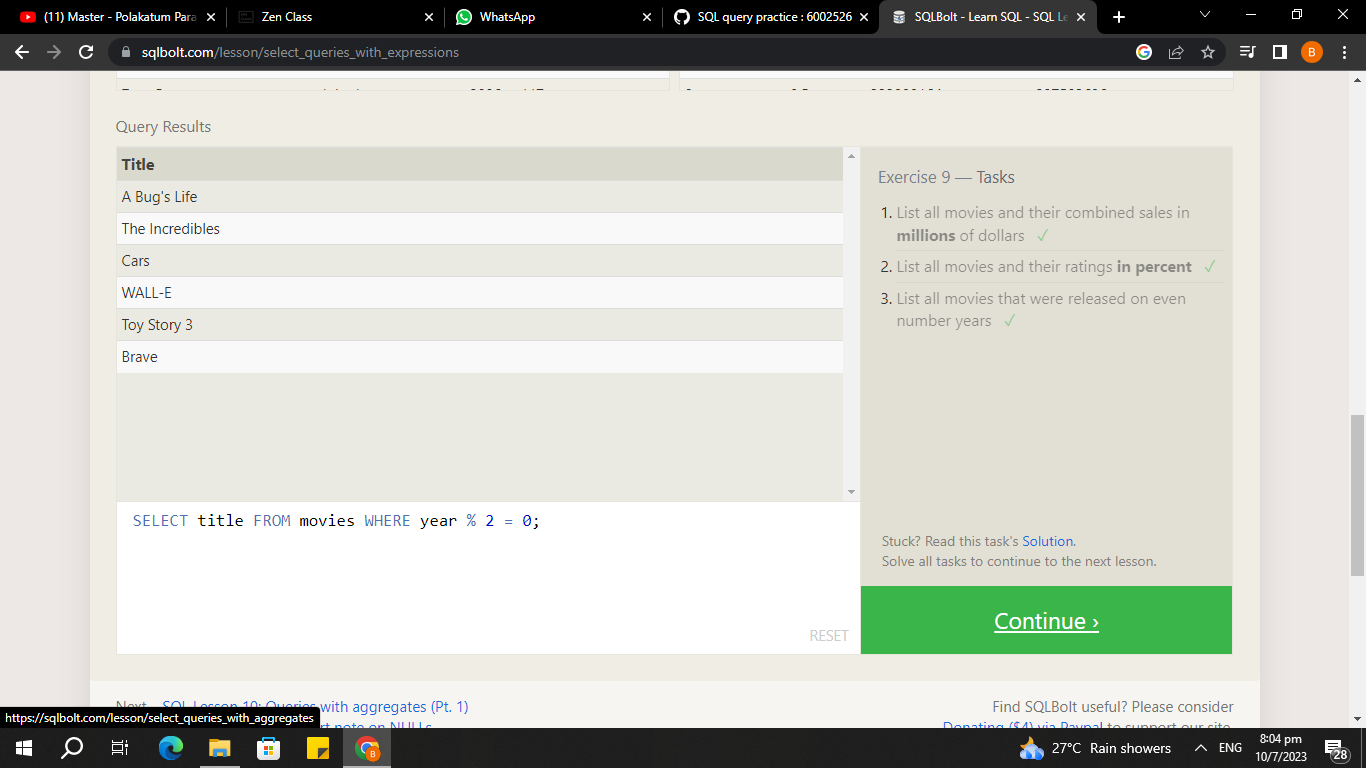 (11) Master - Polakatum Para
Zen Class
WhatsApp
SQL query practice : 6002526
SQLBolt - Learn SQL - SQL Le
sqlbolt.com/lesson/select_queries_with_expressions
B
Query Results
Title
A Bug's Life
The Incredibles
Cars
WALL-E
Toy Story 3
Brave
Exercise 9 — Tasks
1. List all movies and their combined sales in
millions of dollars ✓
2. List all movies and their ratings in percent ✓
3. List all movies that were released on even
number years ✓
SELECT title FROM movies WHERE year % 2 = 0;
RESET
Stuck? Read this task's Solution.
Solve all tasks to continue to the next lesson.
Continue ›
Next – SQL Lesson 10: Queries with aggregates (Pt. 1)
note on NULLs
Find SQLBolt useful? Please consider
Donating ($4) via Paypal to support our site.
https://sqlbolt.com/lesson/select_queries_with_aggregates
B
27°C Rain showers
ENG
8:04 pm
10/7/2023
28